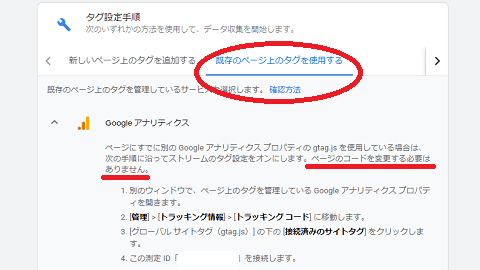 タグ設定手順
次のいずれかの方法を使用して、データ収集を開始します。
新しいページ上のタグを追加する 既存のページ上のタグを使用する
既存のページ上のタグを管理しているサービスを選択します。 確認方法
Google アナリティクス
ページにすでに別の Google アナリティクス プロパティの gtag.js を使用している場合は、
次の手順に沿ってストリームのタグ設定をオンにします。ページのコードを変更する必要は
ありません。
1. 別のウィンドウで、ページ上のタグを管理している Google アナリティクス プロパティ
を開きます。
2. [管理] > [トラッキング情報] > [トラッキング コード] に移動します。
3. [グローバル サイトタグ（gtag.js）] の下の [接続済みのサイトタグ] をクリックしま
す。
4. この測定 ID「 」を接続します。